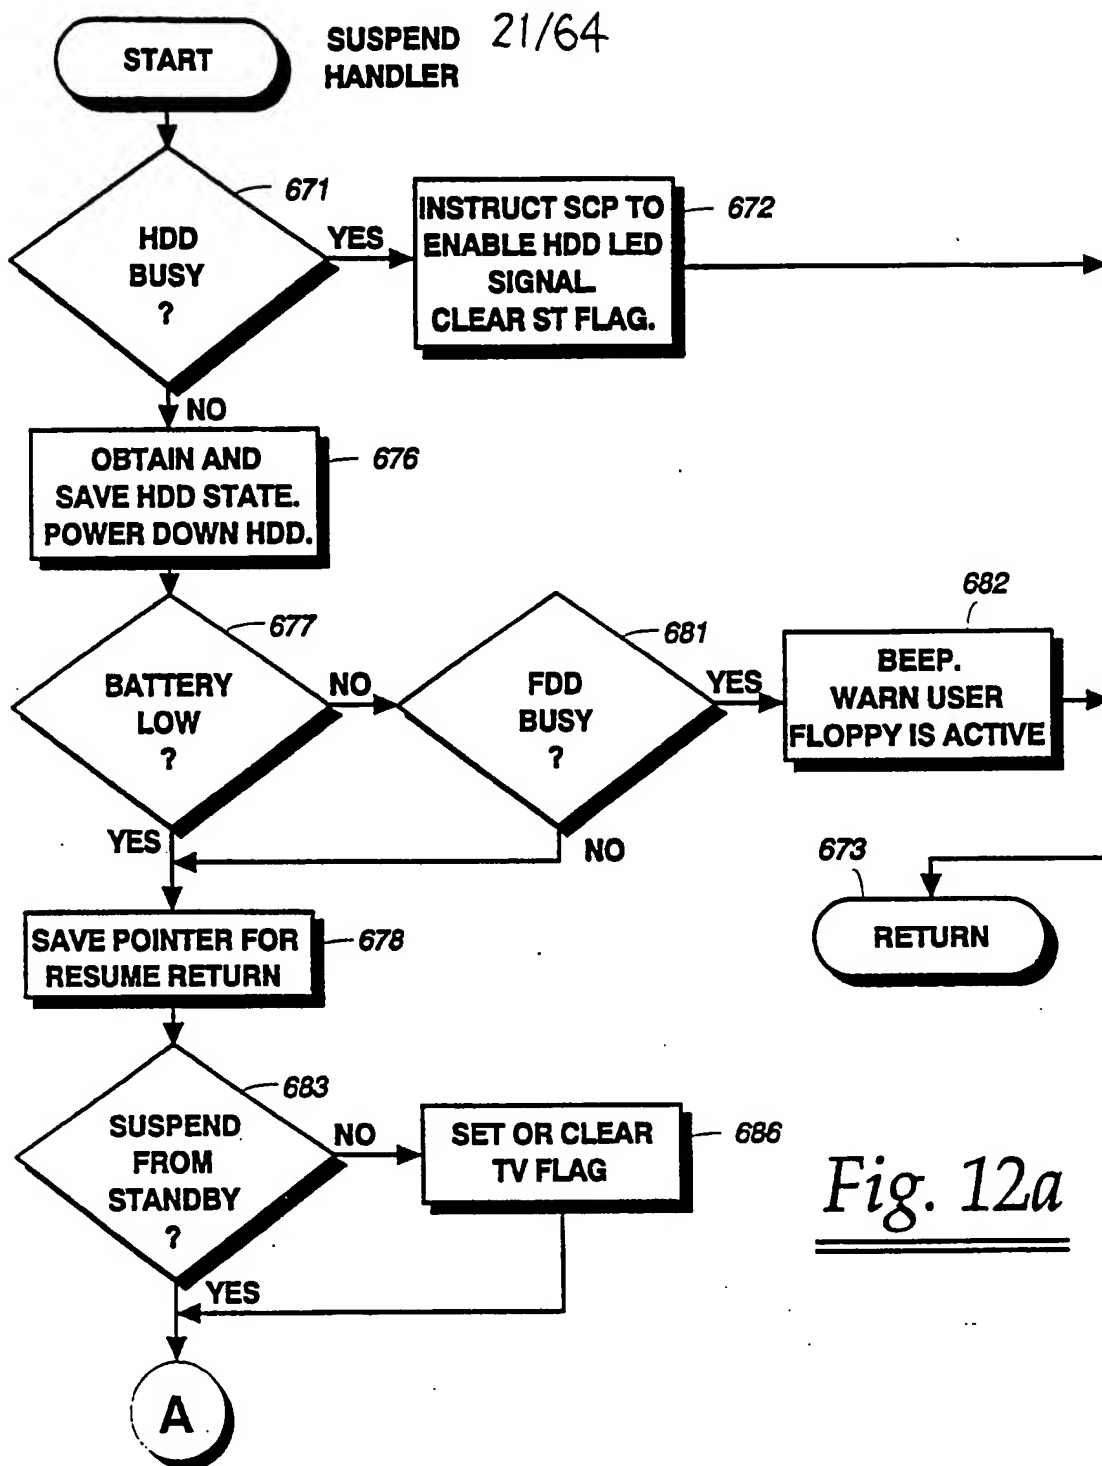 START
SUSPEND
HANDLER
21/64
671
HDD
BUSY
?
YES
INSTRUCT SCP TO
ENABLE HDD LED
SIGNAL.
CLEAR ST FLAG.
672
NO
OBTAIN AND
SAVE HDD STATE.
POWER DOWN HDD.
676
677
BATTERY
LOW
?
NO
681
FDD
BUSY
?
YES
682
BEEP.
WARN USER
FLOPPY IS ACTIVE
YES
NO
673
RETURN
SAVE POINTER FOR
RESUME RETURN
678
683
SUSPEND
FROM
STANDBY
?
NO
SET OR CLEAR
TV FLAG
686
YES
A
Fig. 12a